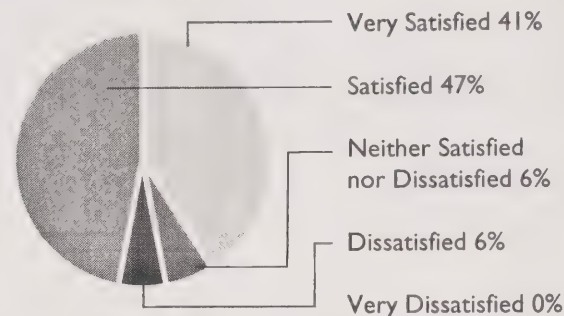 Very Satisfied 41%
Satisfied 47%
Neither Satisfied
nor Dissatisfied 6%
Dissatisfied 6%
Very Dissatisfied 0%